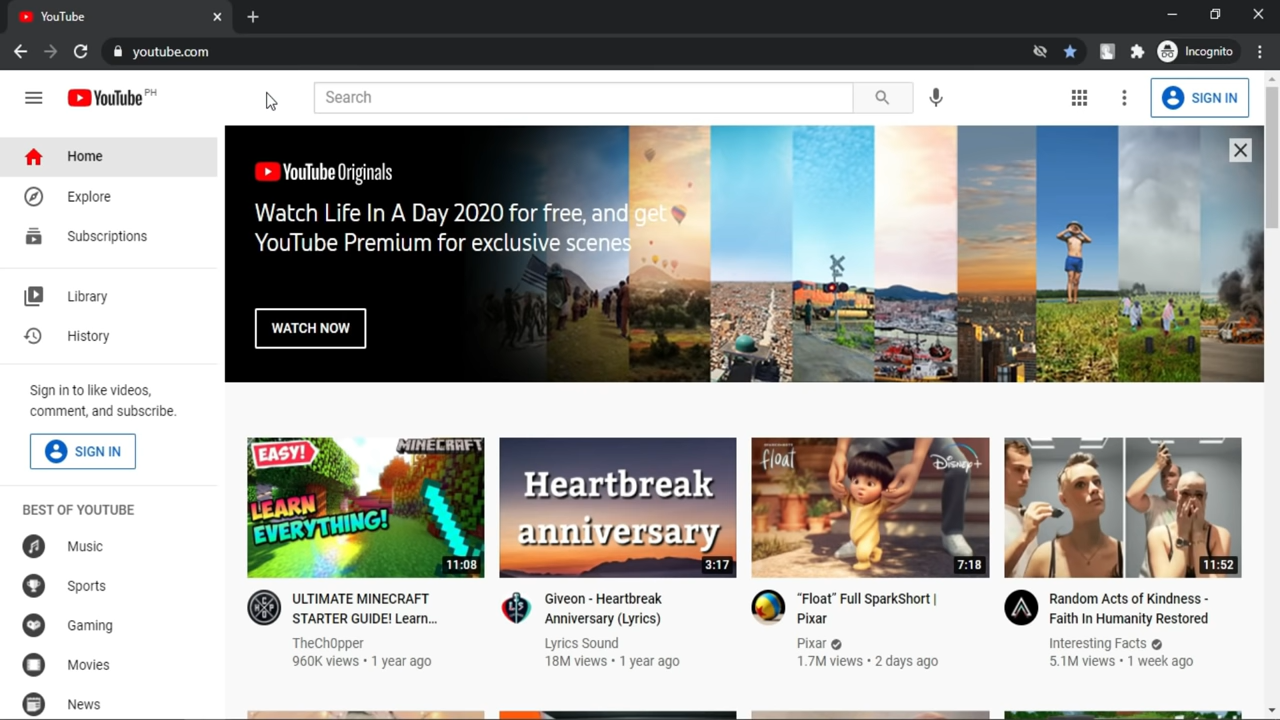 YouTube
youtube.com
Incognito
YouTube PH
Search
SIGN IN
Home
Explore
Subscriptions
Library
History
Sign in to like videos,
comment, and subscribe.
SIGN IN
BEST OF YOUTUBE
Music
Sports
Gaming
Movies
News
YouTube Originals
Watch Life In A Day 2020 for free, and get
YouTube Premium for exclusive scenes
WATCH NOW
EASY!
MINECRAFT
LEARN
EVERYTHING!
11:08
ULTIMATE MINECRAFT
STARTER GUIDE! Learn...
TheCh0pper
960K views • 1 year ago
Heartbreak
anniversary
3:17
Giveon - Heartbreak
Anniversary (Lyrics)
Lyrics Sound
18M views • 1 year ago
float
Disney+
7:18
“Float” Full SparkShort |
Pixar
Pixar
1.7M views • 2 days ago
11:52
Random Acts of Kindness -
Faith In Humanity Restored
Interesting Facts
5.1M views • 1 week ago